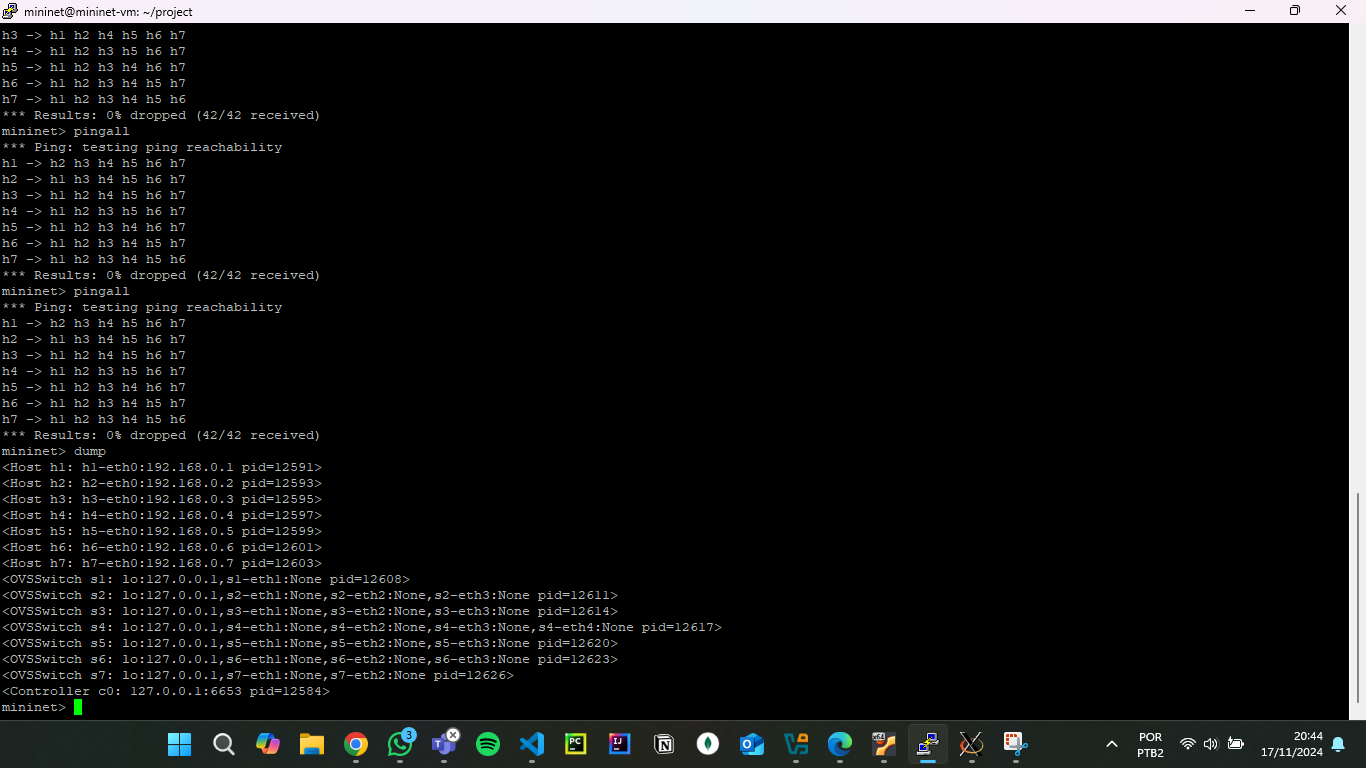 mininet@mininet-vm: ~/project
h3 -> h1 h2 h4 h5 h6 h7
h4 -> h1 h2 h3 h5 h6 h7
h5 -> h1 h2 h3 h4 h6 h7
h6 -> h1 h2 h3 h4 h5 h7
h7 -> h1 h2 h3 h4 h5 h6
*** Results: 0% dropped (42/42 received)
mininet> pingall
*** Ping: testing ping reachability
h1 -> h2 h3 h4 h5 h6 h7
h2 -> h1 h3 h4 h5 h6 h7
h3 -> h1 h2 h4 h5 h6 h7
h4 -> h1 h2 h3 h5 h6 h7
h5 -> h1 h2 h3 h4 h6 h7
h6 -> h1 h2 h3 h4 h5 h7
h7 -> h1 h2 h3 h4 h5 h6
*** Results: 0% dropped (42/42 received)
mininet> pingall
*** Ping: testing ping reachability
h1 -> h2 h3 h4 h5 h6 h7
h2 -> h1 h3 h4 h5 h6 h7
h3 -> h1 h2 h4 h5 h6 h7
h4 -> h1 h2 h3 h5 h6 h7
h5 -> h1 h2 h3 h4 h6 h7
h6 -> h1 h2 h3 h4 h5 h7
h7 -> h1 h2 h3 h4 h5 h6
*** Results: 0% dropped (42/42 received)
mininet> dump
<Host h1: h1-eth0:192.168.0.1 pid=12591>
<Host h2: h2-eth0:192.168.0.2 pid=12593>
<Host h3: h3-eth0:192.168.0.3 pid=12595>
<Host h4: h4-eth0:192.168.0.4 pid=12597>
<Host h5: h5-eth0:192.168.0.5 pid=12599>
<Host h6: h6-eth0:192.168.0.6 pid=12601>
<Host h7: h7-eth0:192.168.0.7 pid=12603>
<OVSSwitch s1: lo:127.0.0.1,s1-eth1:None pid=12608>
<OVSSwitch s2: lo:127.0.0.1,s2-eth1:None,s2-eth2:None,s2-eth3:None pid=12611>
<OVSSwitch s3: lo:127.0.0.1,s3-eth1:None,s3-eth2:None,s3-eth3:None pid=12614>
<OVSSwitch s4: lo:127.0.0.1,s4-eth1:None,s4-eth2:None,s4-eth3:None,s4-eth4:None pid=12617>
<OVSSwitch s5: lo:127.0.0.1,s5-eth1:None,s5-eth2:None,s5-eth3:None pid=12620>
<OVSSwitch s6: lo:127.0.0.1,s6-eth1:None,s6-eth2:None,s6-eth3:None pid=12623>
<OVSSwitch s7: lo:127.0.0.1,s7-eth1:None,s7-eth2:None pid=12626>
<Controller c0: 127.0.0.1:6653 pid=12584>
mininet>
3
PC
IJ
x64
POR
PTB2
20:44
17/11/2024